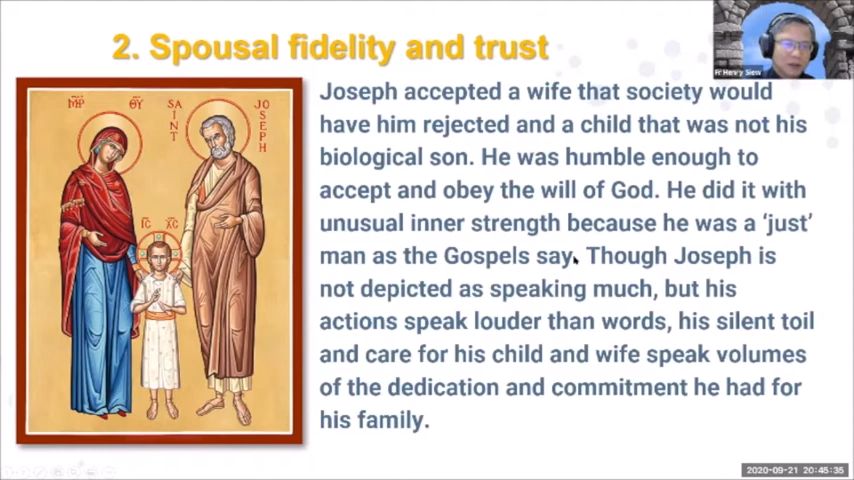 2. Spousal fidelity and trust
Fr Henry Siew
ΜΡ ΘΥ
SAINT
JOSEPH
ΙC ΧC
Joseph accepted a wife that society would
have him rejected and a child that was not his
biological son. He was humble enough to
accept and obey the will of God. He did it with
unusual inner strength because he was a ‘just’
man as the Gospels say. Though Joseph is
not depicted as speaking much, but his
actions speak louder than words, his silent toil
and care for his child and wife speak volumes
of the dedication and commitment he had for
his family.
2020-09-21 20:45:35